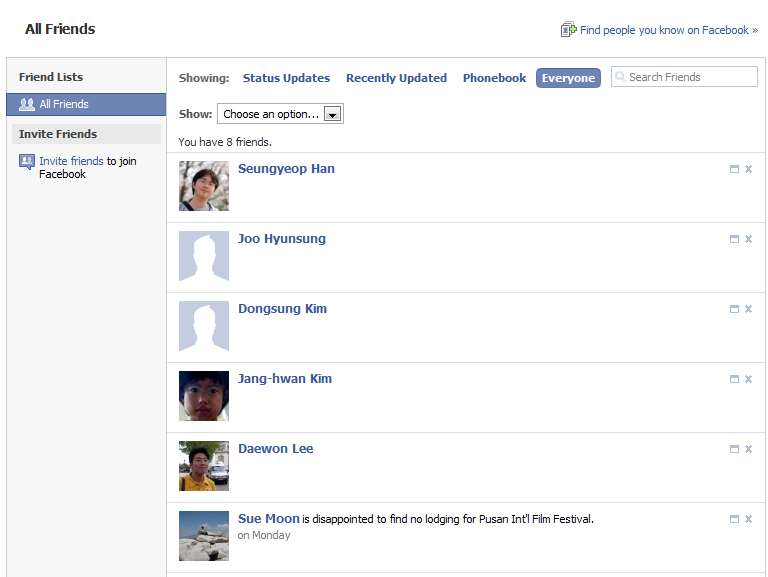 All Friends
Find people you know on Facebook »
Friend Lists
All Friends
Invite Friends
Invite friends to join
Facebook
Showing: Status Updates Recently Updated Phonebook Everyone Search Friends
Show: Choose an option...
You have 8 friends.
Seungyeop Han
Joo Hyunsung
Dongsung Kim
Jang-hwan Kim
Daewon Lee
Sue Moon is disappointed to find no lodging for Pusan Int'l Film Festival.
on Monday